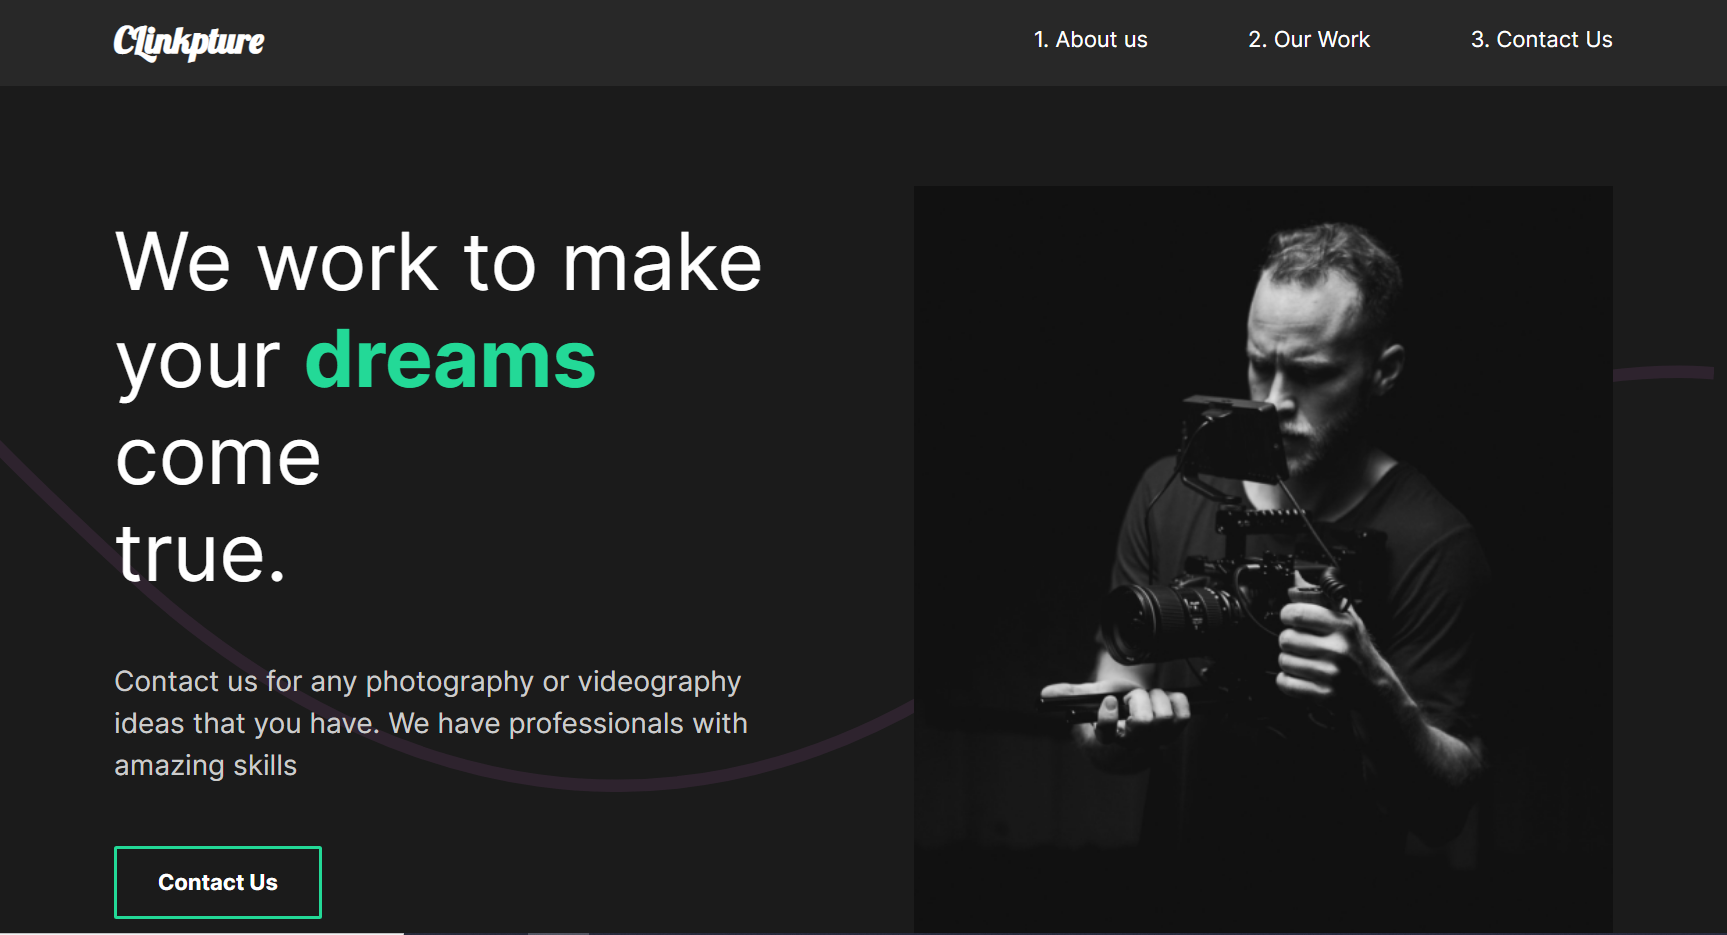 CLinkpture
1. About us
2. Our Work
3. Contact Us
We work to make
your dreams
come
true.
Contact us for any photography or videography
ideas that you have. We have professionals with
amazing skills
Contact Us